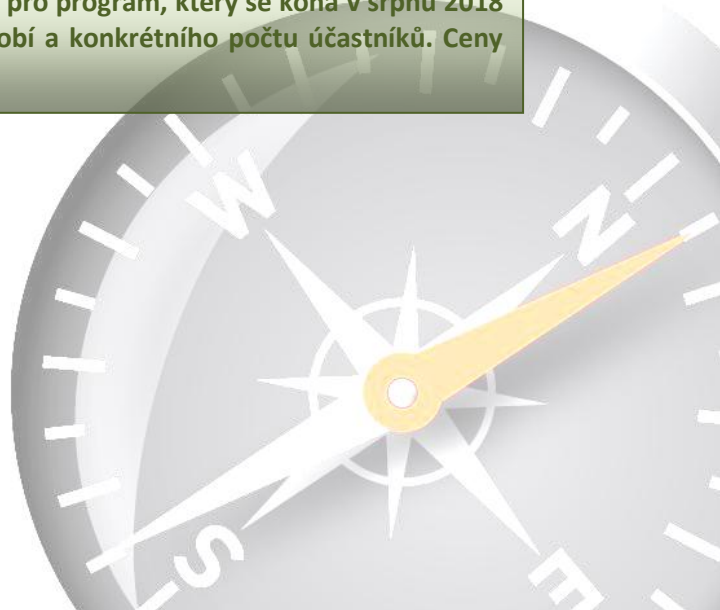 pro program, který se koná v srpnu 2018
obí a konkrétního počtu účastníků. Ceny
W
N
S
E